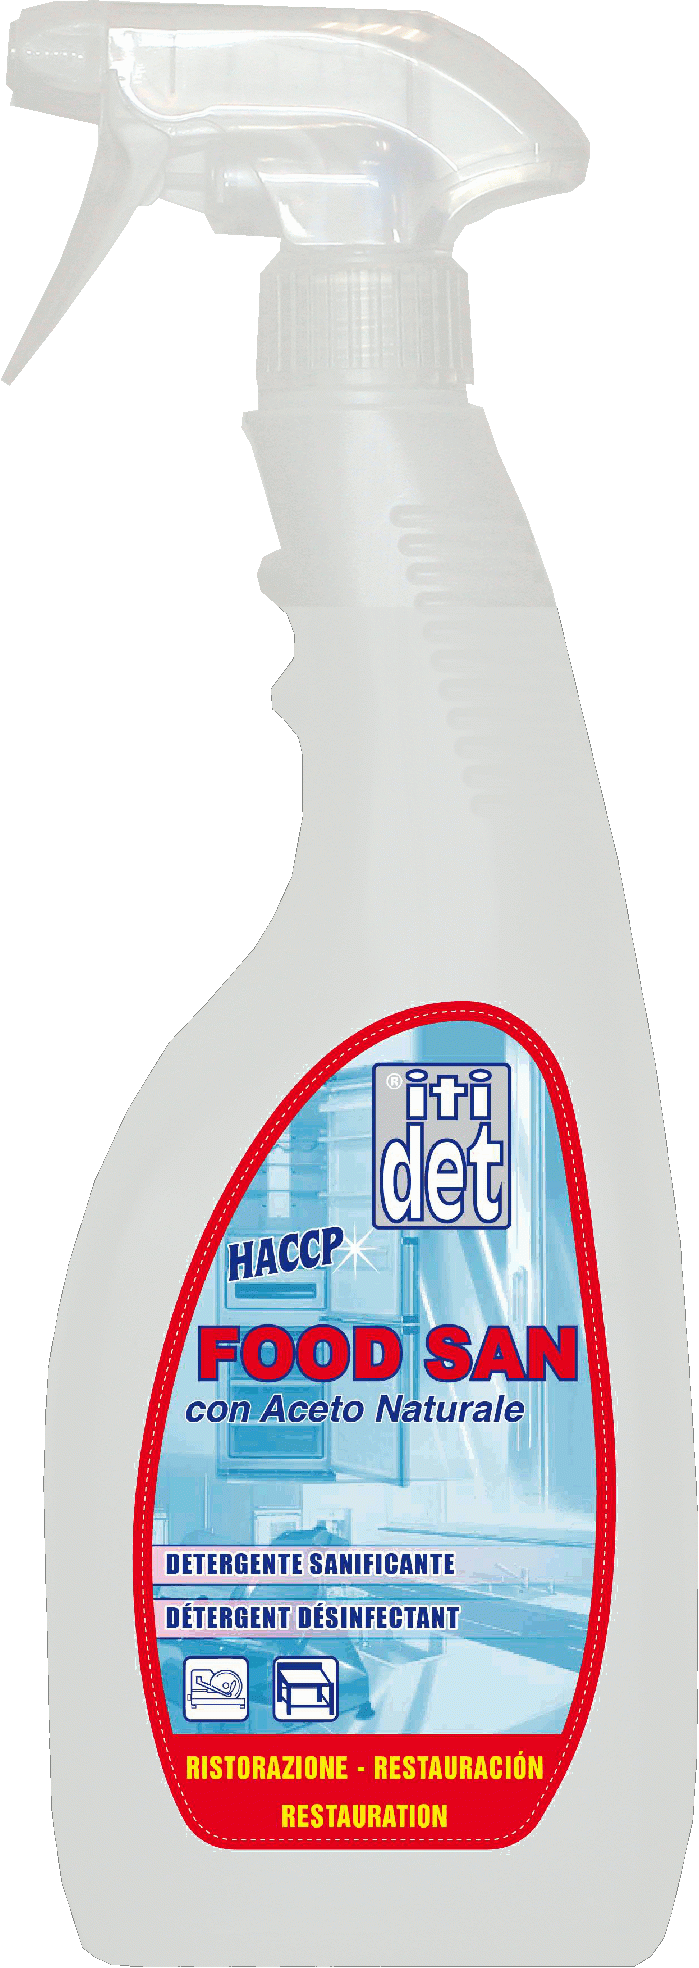 ® iti
det
HACCP
FOOD SAN
con Aceto Naturale
DETERGENTE SANIFICANTE
DÉTERGENT DÉSINFECTANT
RISTORAZIONE - RESTAURACIÓN
RESTAURATION